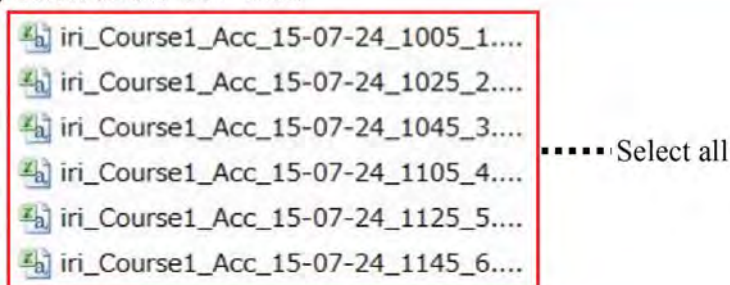 iri_Course1_Acc_15-07-24_1005_1....
iri_Course1_Acc_15-07-24_1025_2....
iri_Course1_Acc_15-07-24_1045_3....
Select all
iri_Course1_Acc_15-07-24_1105_4....
iri_Course1_Acc_15-07-24_1125_5....
iri_Course1_Acc_15-07-24_1145_6....